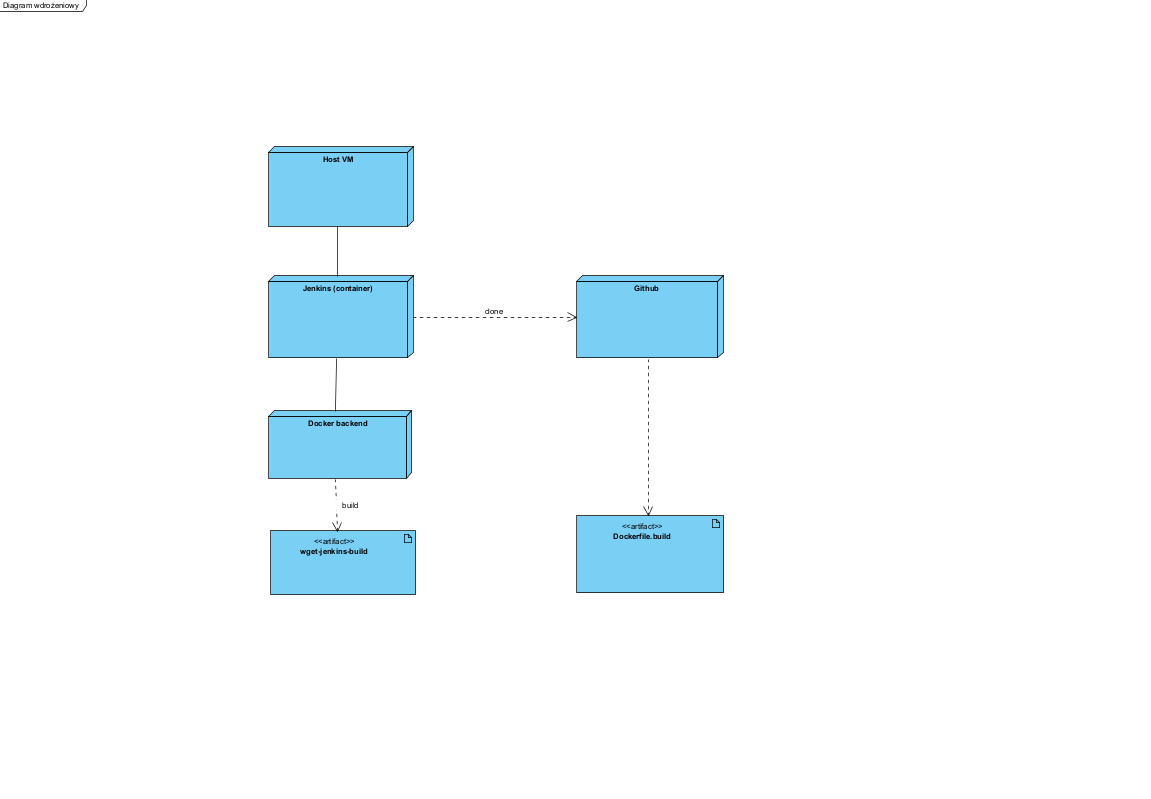 Diagram wdrożeniowy
Host VM
Jenkins (container)
done
Github
Docker backend
build
<<artifact>>
wget-jenkins-build
<<artifact>>
Dockerfile.build